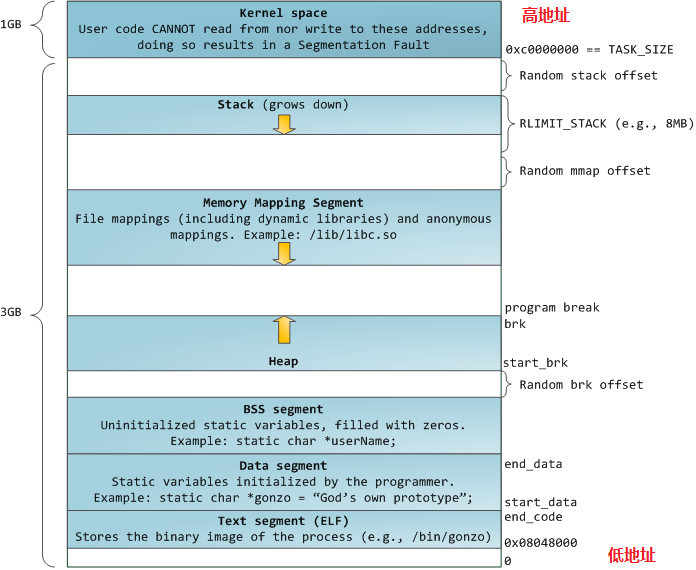 Kernel space
User code CANNOT read from nor write to these addresses,
doing so results in a Segmentation Fault
1GB
高地址
0xc0000000 == TASK_SIZE
Random stack offset
Stack (grows down)
RLIMIT_STACK (e.g., 8MB)
Random mmap offset
Memory Mapping Segment
File mappings (including dynamic libraries) and anonymous
mappings. Example: /lib/libc.so
3GB
program break
brk
Heap
start_brk
Random brk offset
BSS segment
Uninitialized static variables, filled with zeros.
Example: static char *userName;
Data segment
Static variables initialized by the programmer.
Example: static char *gonzo = “God’s own prototype”;
end_data
start_data
end_code
Text segment (ELF)
Stores the binary image of the process (e.g., /bin/gonzo)
0x08048000
低地址
0